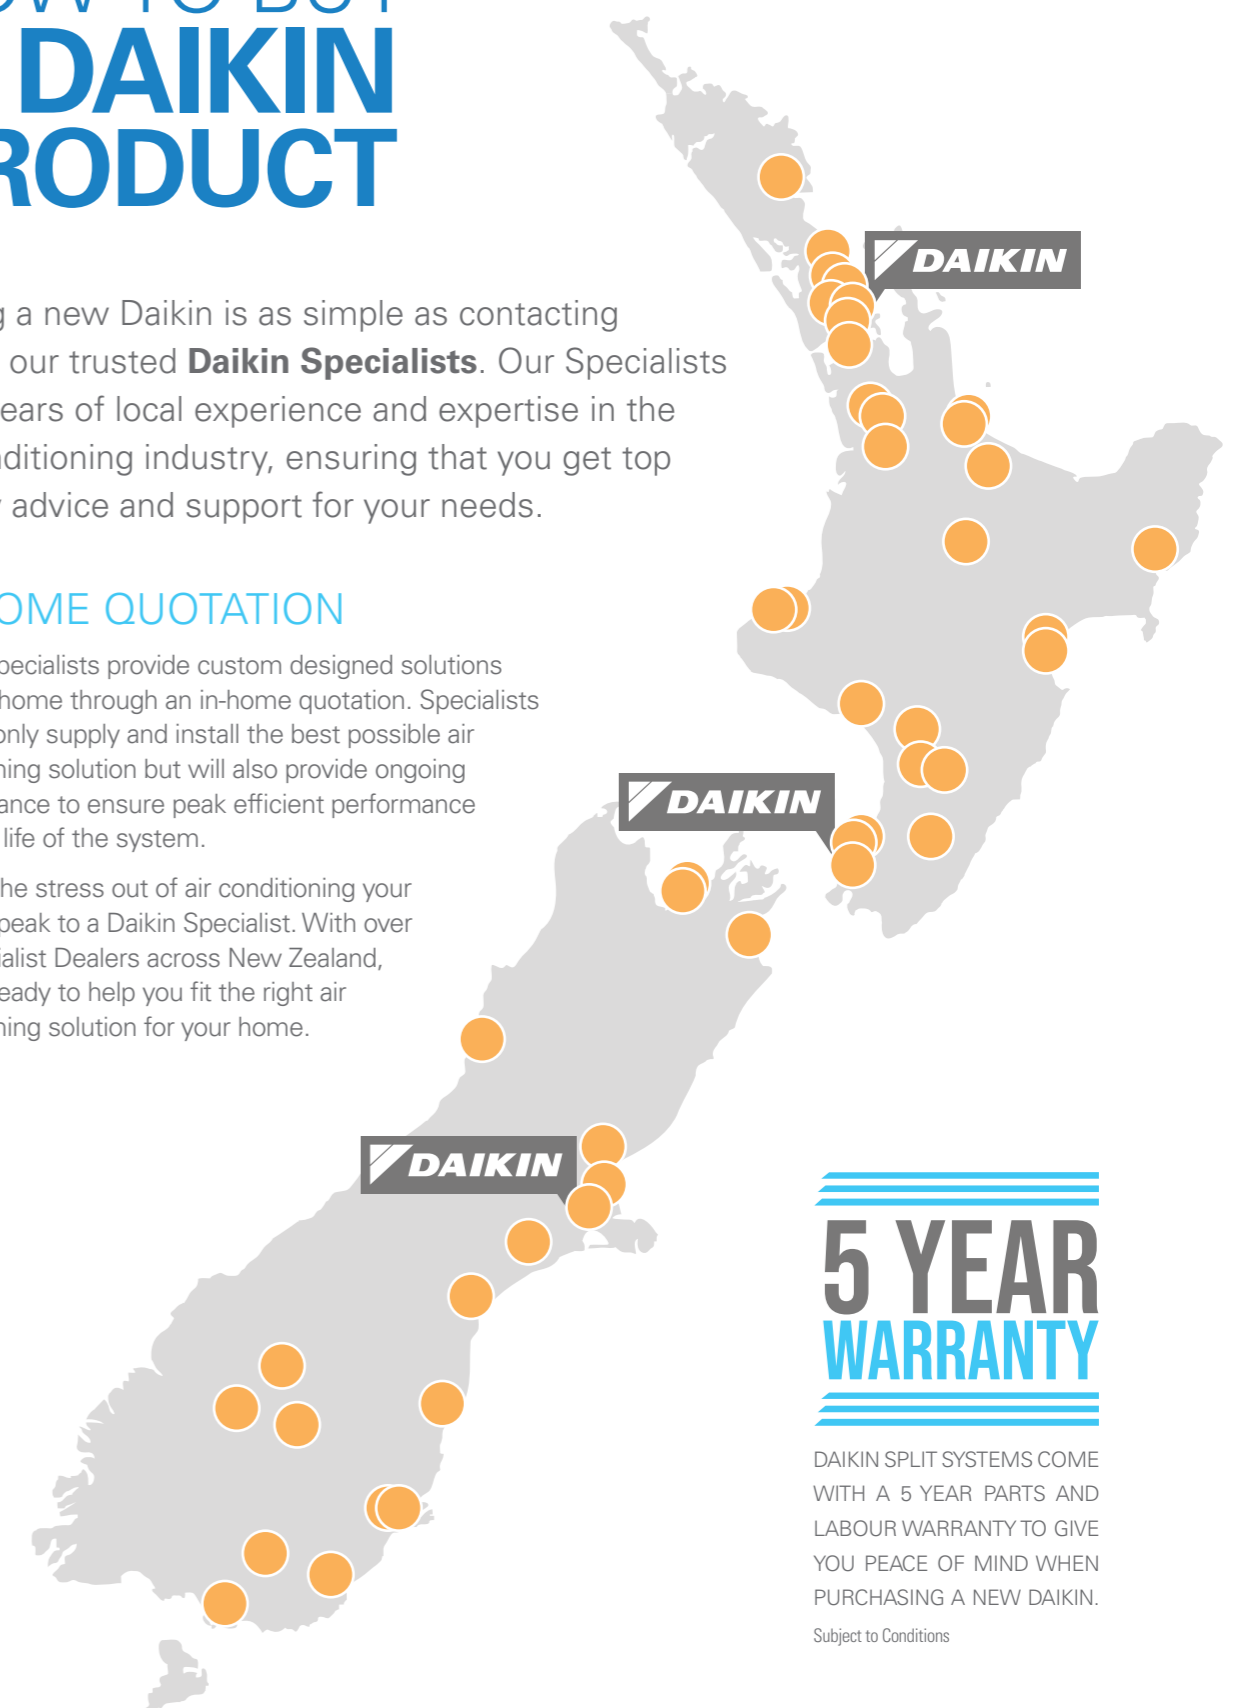 OW TO BUY
DAIKIN
RODUCT
g a new Daikin is as simple as contacting
our trusted Daikin Specialists. Our Specialists
ears of local experience and expertise in the
nditioning industry, ensuring that you get top
advice and support for your needs.
OME QUOTATION
pecialists provide custom designed solutions
home through an in-home quotation. Specialists
only supply and install the best possible air
ning solution but will also provide ongoing
ance to ensure peak efficient performance
life of the system.
he stress out of air conditioning your
peak to a Daikin Specialist. With over
ialist Dealers across New Zealand,
eady to help you fit the right air
ning solution for your home.
DAIKIN
DAIKIN
DAIKIN
5 YEAR
WARRANTY
DAIKIN SPLIT SYSTEMS COME
WITH A 5 YEAR PARTS AND
LABOUR WARRANTY TO GIVE
YOU PEACE OF MIND WHEN
PURCHASING A NEW DAIKIN.
Subject to Conditions